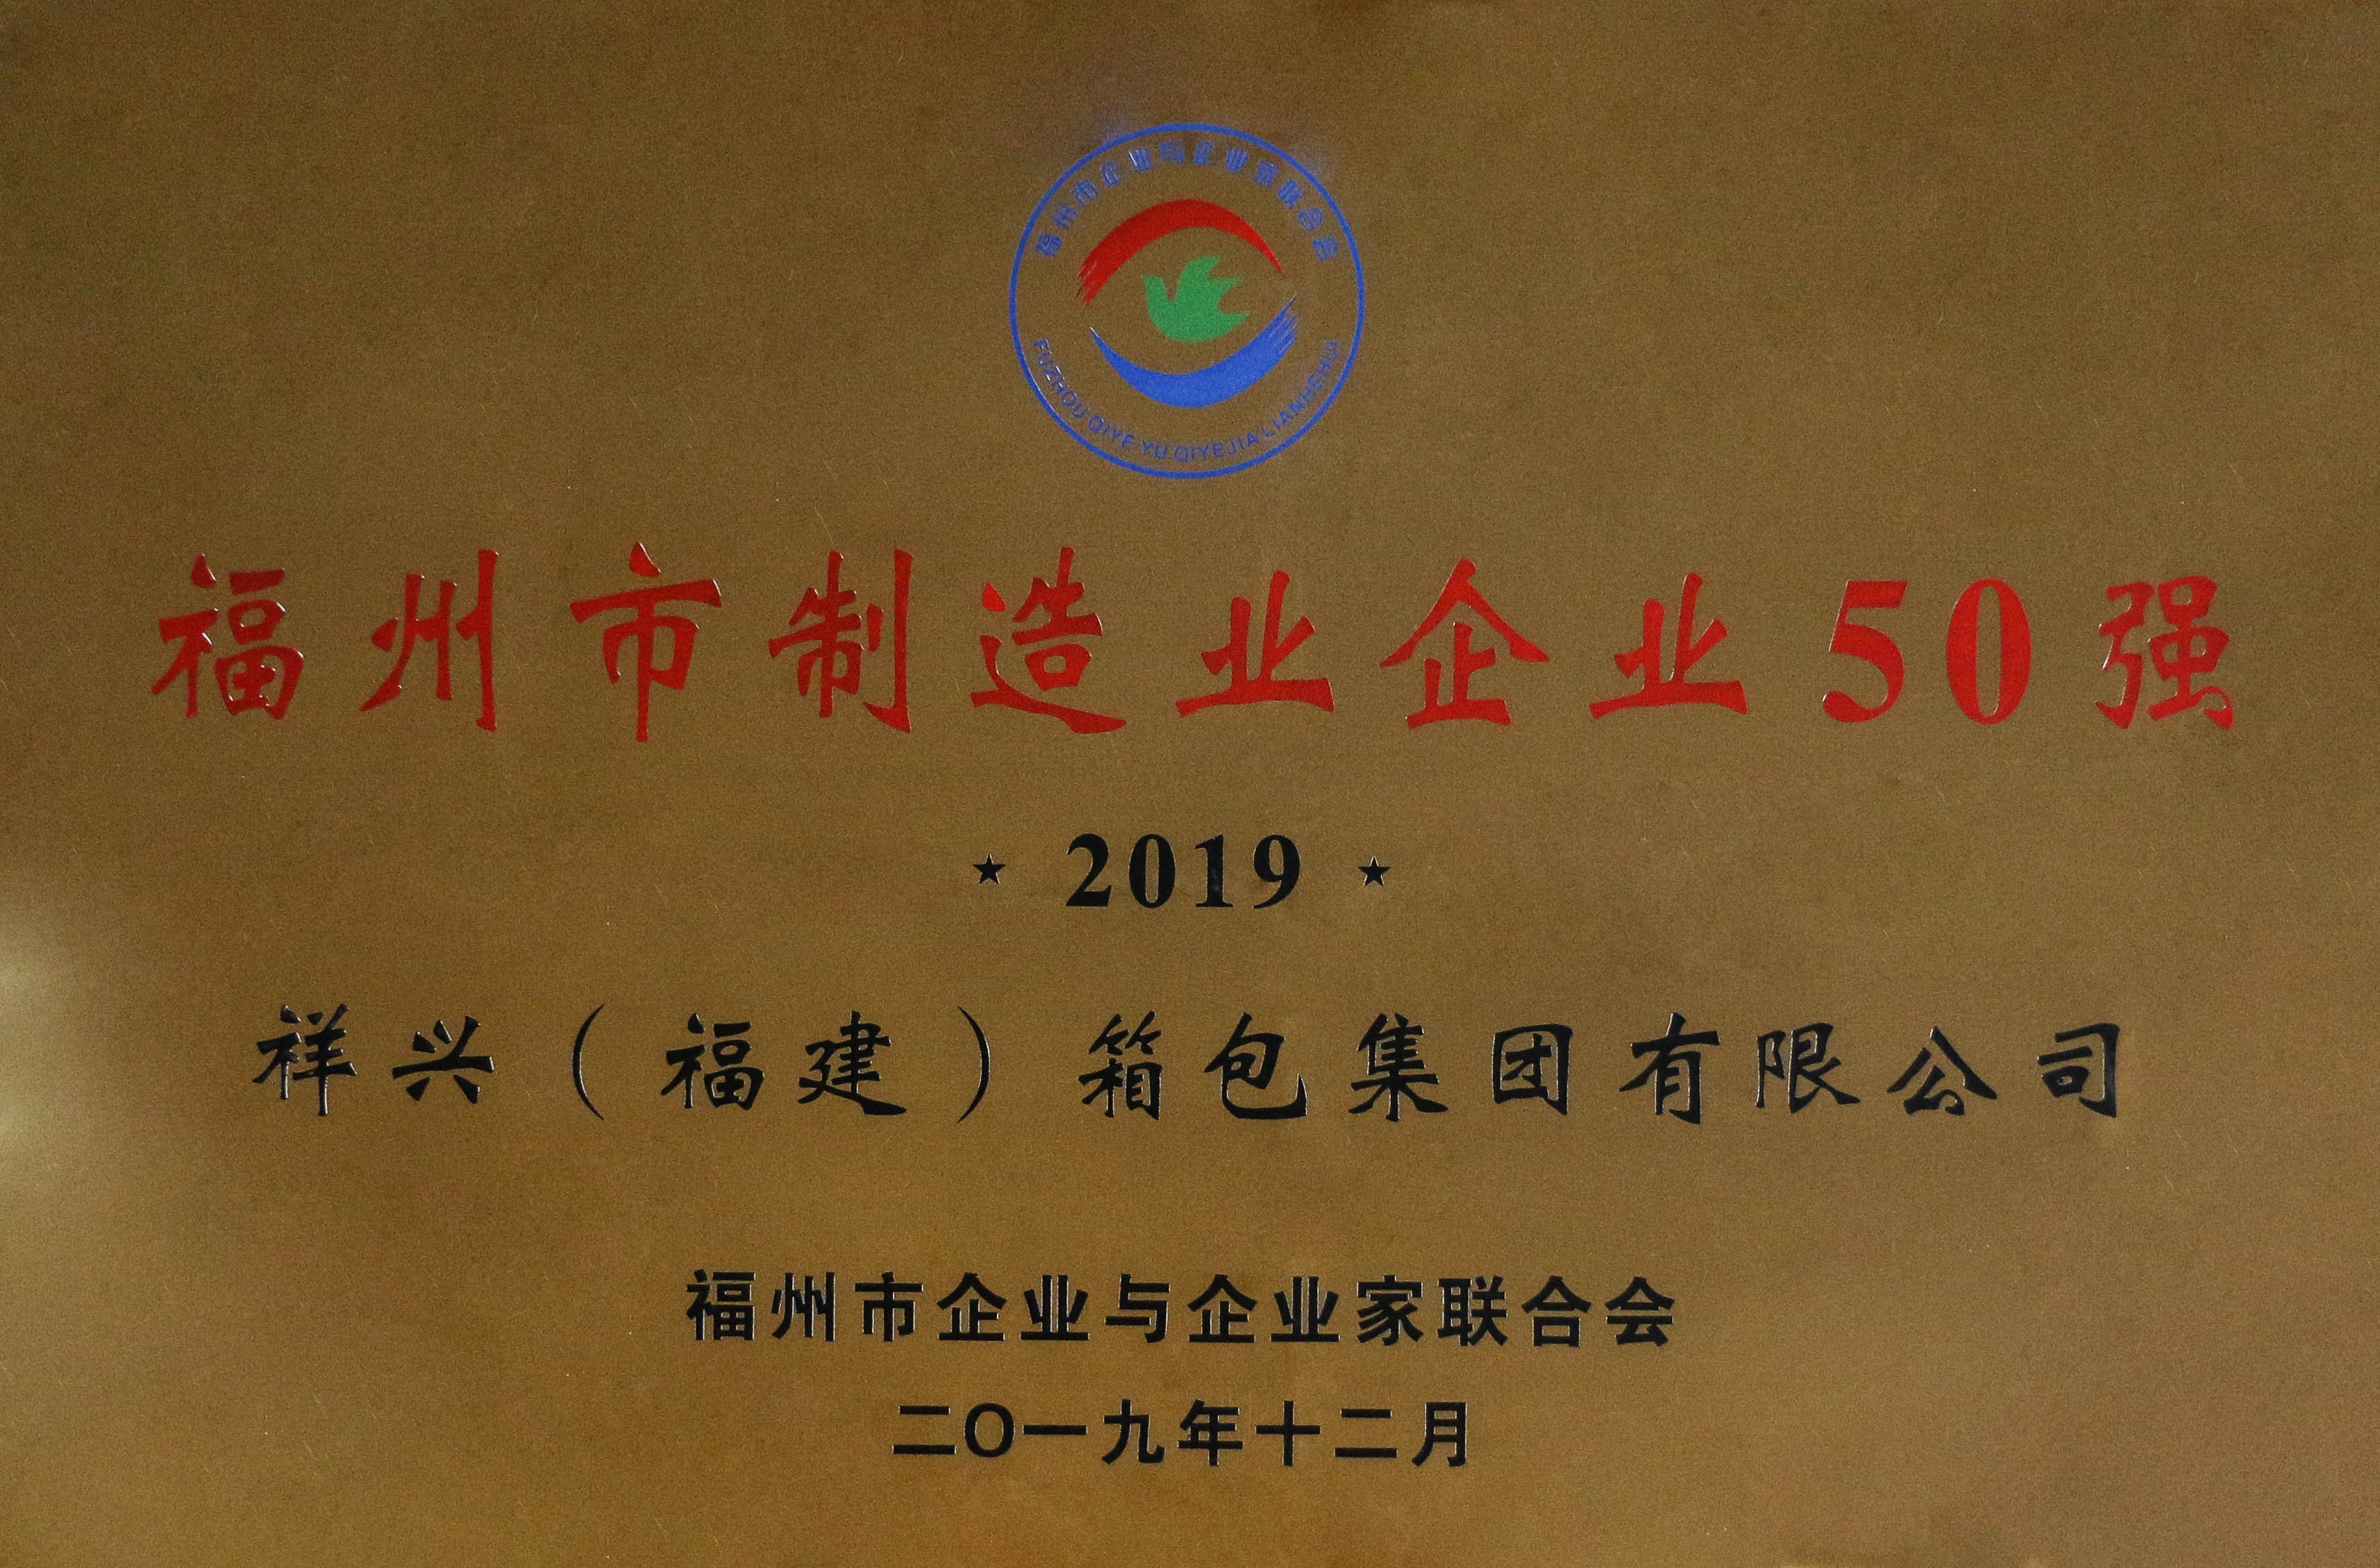 福州市企业与企业家联合会
FUZHOU QIYE YU QIYEJIA LIANHEHUI
福州市制造业企业50强
★ 2019 ★
祥兴（福建）箱包集团有限公司
福州市企业与企业家联合会
二〇一九年十二月